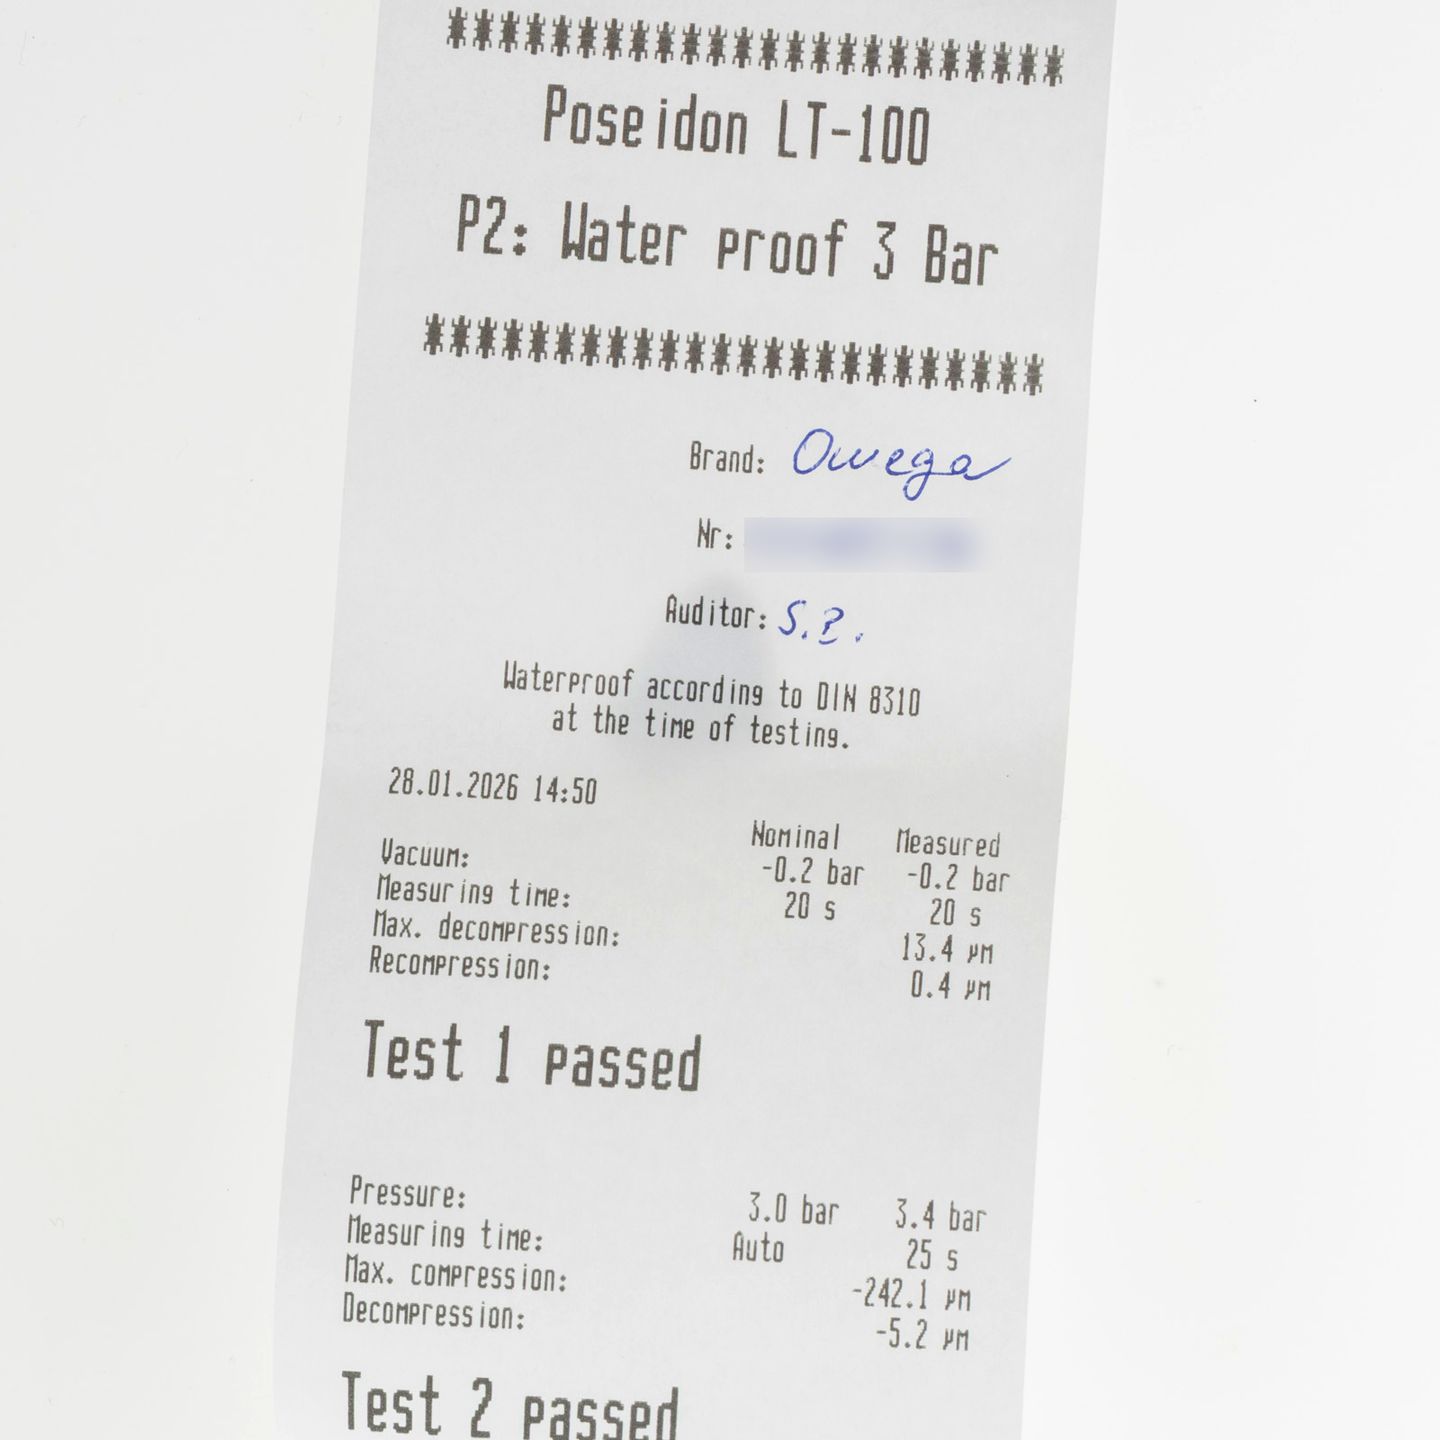 ************************
Poseidon LT-100
P2: Water proof 3 Bar
************************
Brand: Omega
Nr:
Auditor: S.P.
Waterproof according to DIN 8310
at the time of testing.
28.01.2026 14:50
Nominal Measured
Vacuum: -0.2 bar -0.2 bar
Measuring time: 20 s 20 s
Max. decompression: 13.4 µm
Recompression: 0.4 µm
Test 1 passed
Pressure: 3.0 bar 3.4 bar
Measuring time: Auto 25 s
Max. compression: -242.1 µm
Decompression: -5.2 µm
Test 2 passed